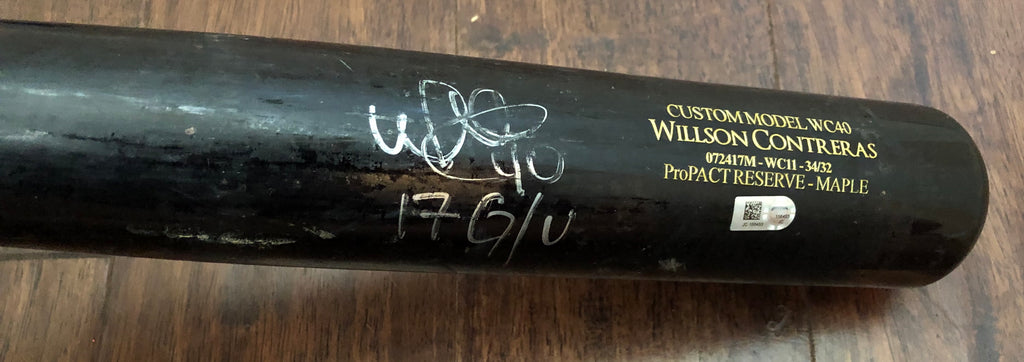 40
17 G/U
CUSTOM MODEL WC40
WILLSON CONTRERAS
072417M - WC11 - 34/32
PROPACT RESERVE - MAPLE